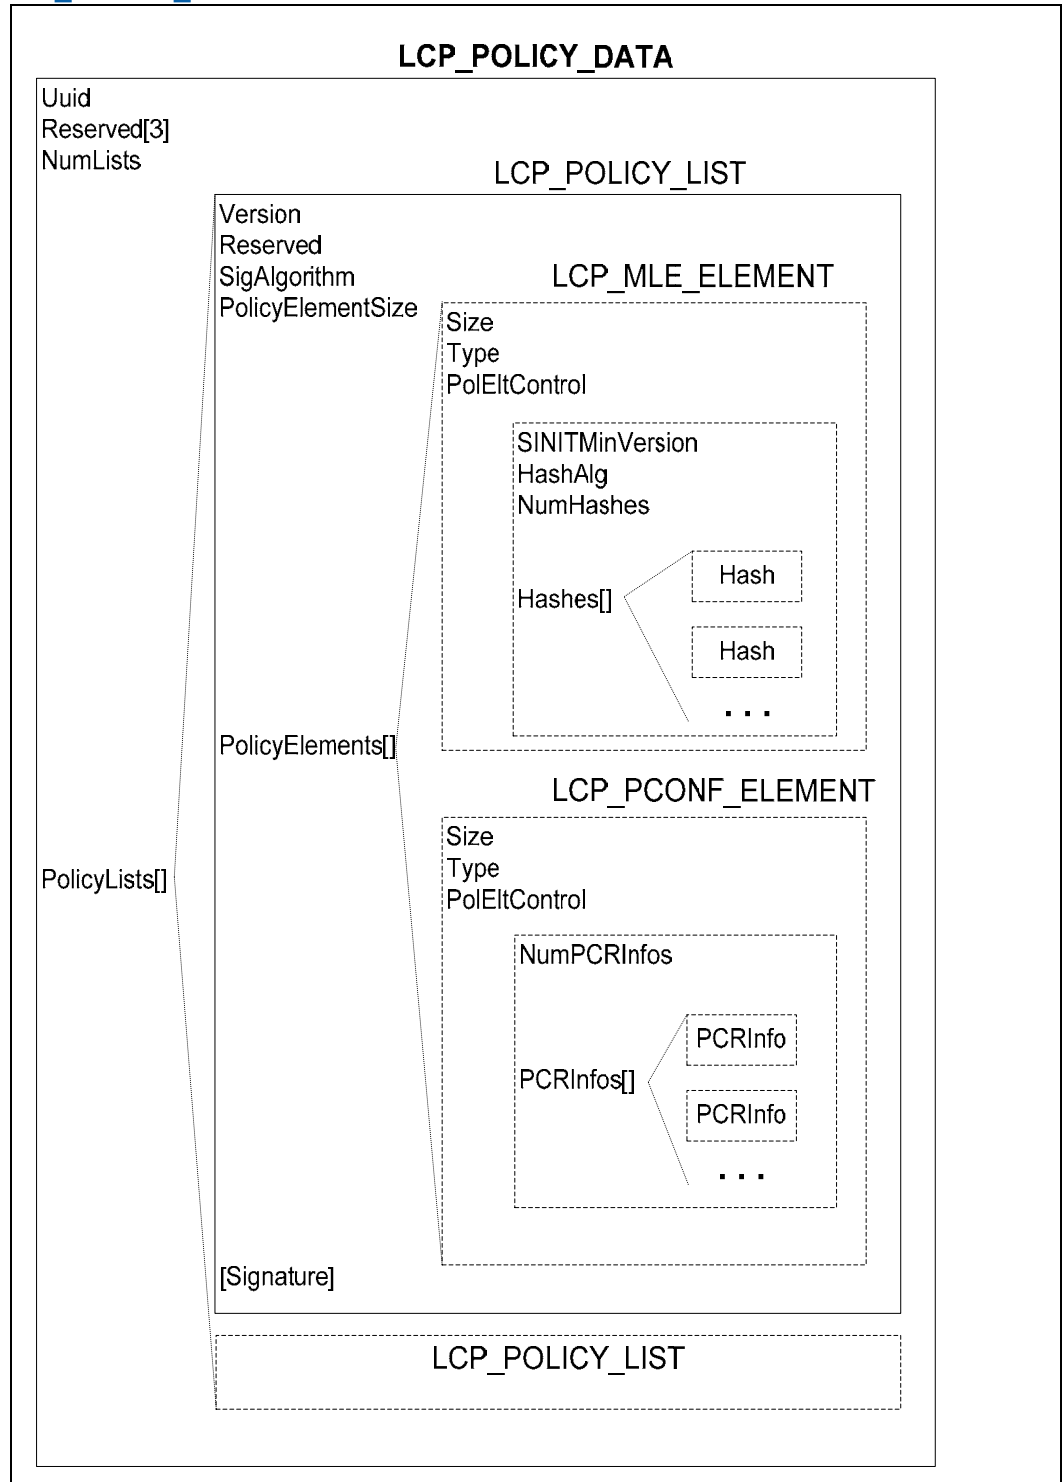 LCP_POLICY_DATA
Uuid
Reserved[3]
NumLists
LCP_POLICY_LIST
Version
Reserved
SigAlgorithm
PolicyElementSize
LCP_MLE_ELEMENT
Size
Type
PolEltControl
SINITMinVersion
HashAlg
NumHashes
Hashes[]
Hash
Hash
. . .
PolicyElements[]
LCP_PCONF_ELEMENT
Size
Type
PolEltControl
NumPCRInfos
PCRInfos[]
PCRInfo
PCRInfo
. . .
PolicyLists[]
[Signature]
LCP_POLICY_LIST